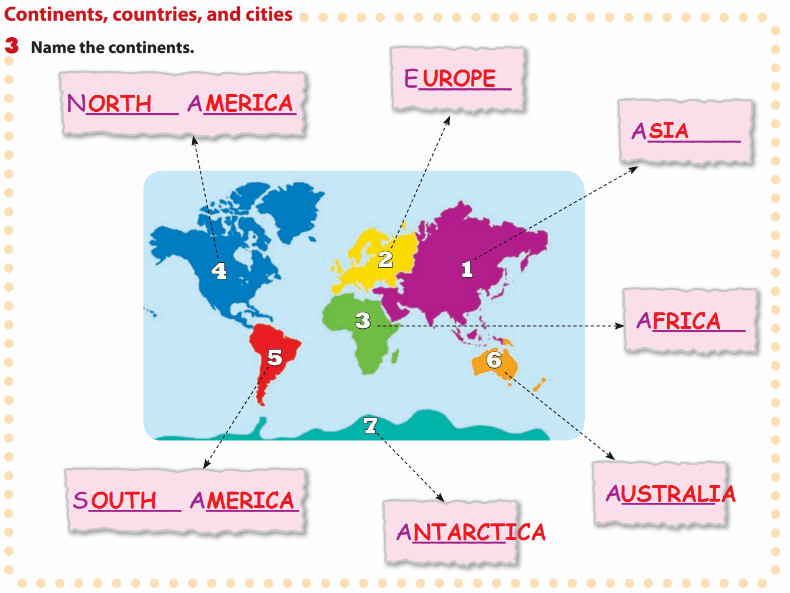 Continents, countries, and cities
3 Name the continents.
EUROPE
NORTH AMERICA
ASIA
4
2
1
3
AFRICA
5
6
7
SOUTH AMERICA
AUSTRALIA
ANTARCTICA